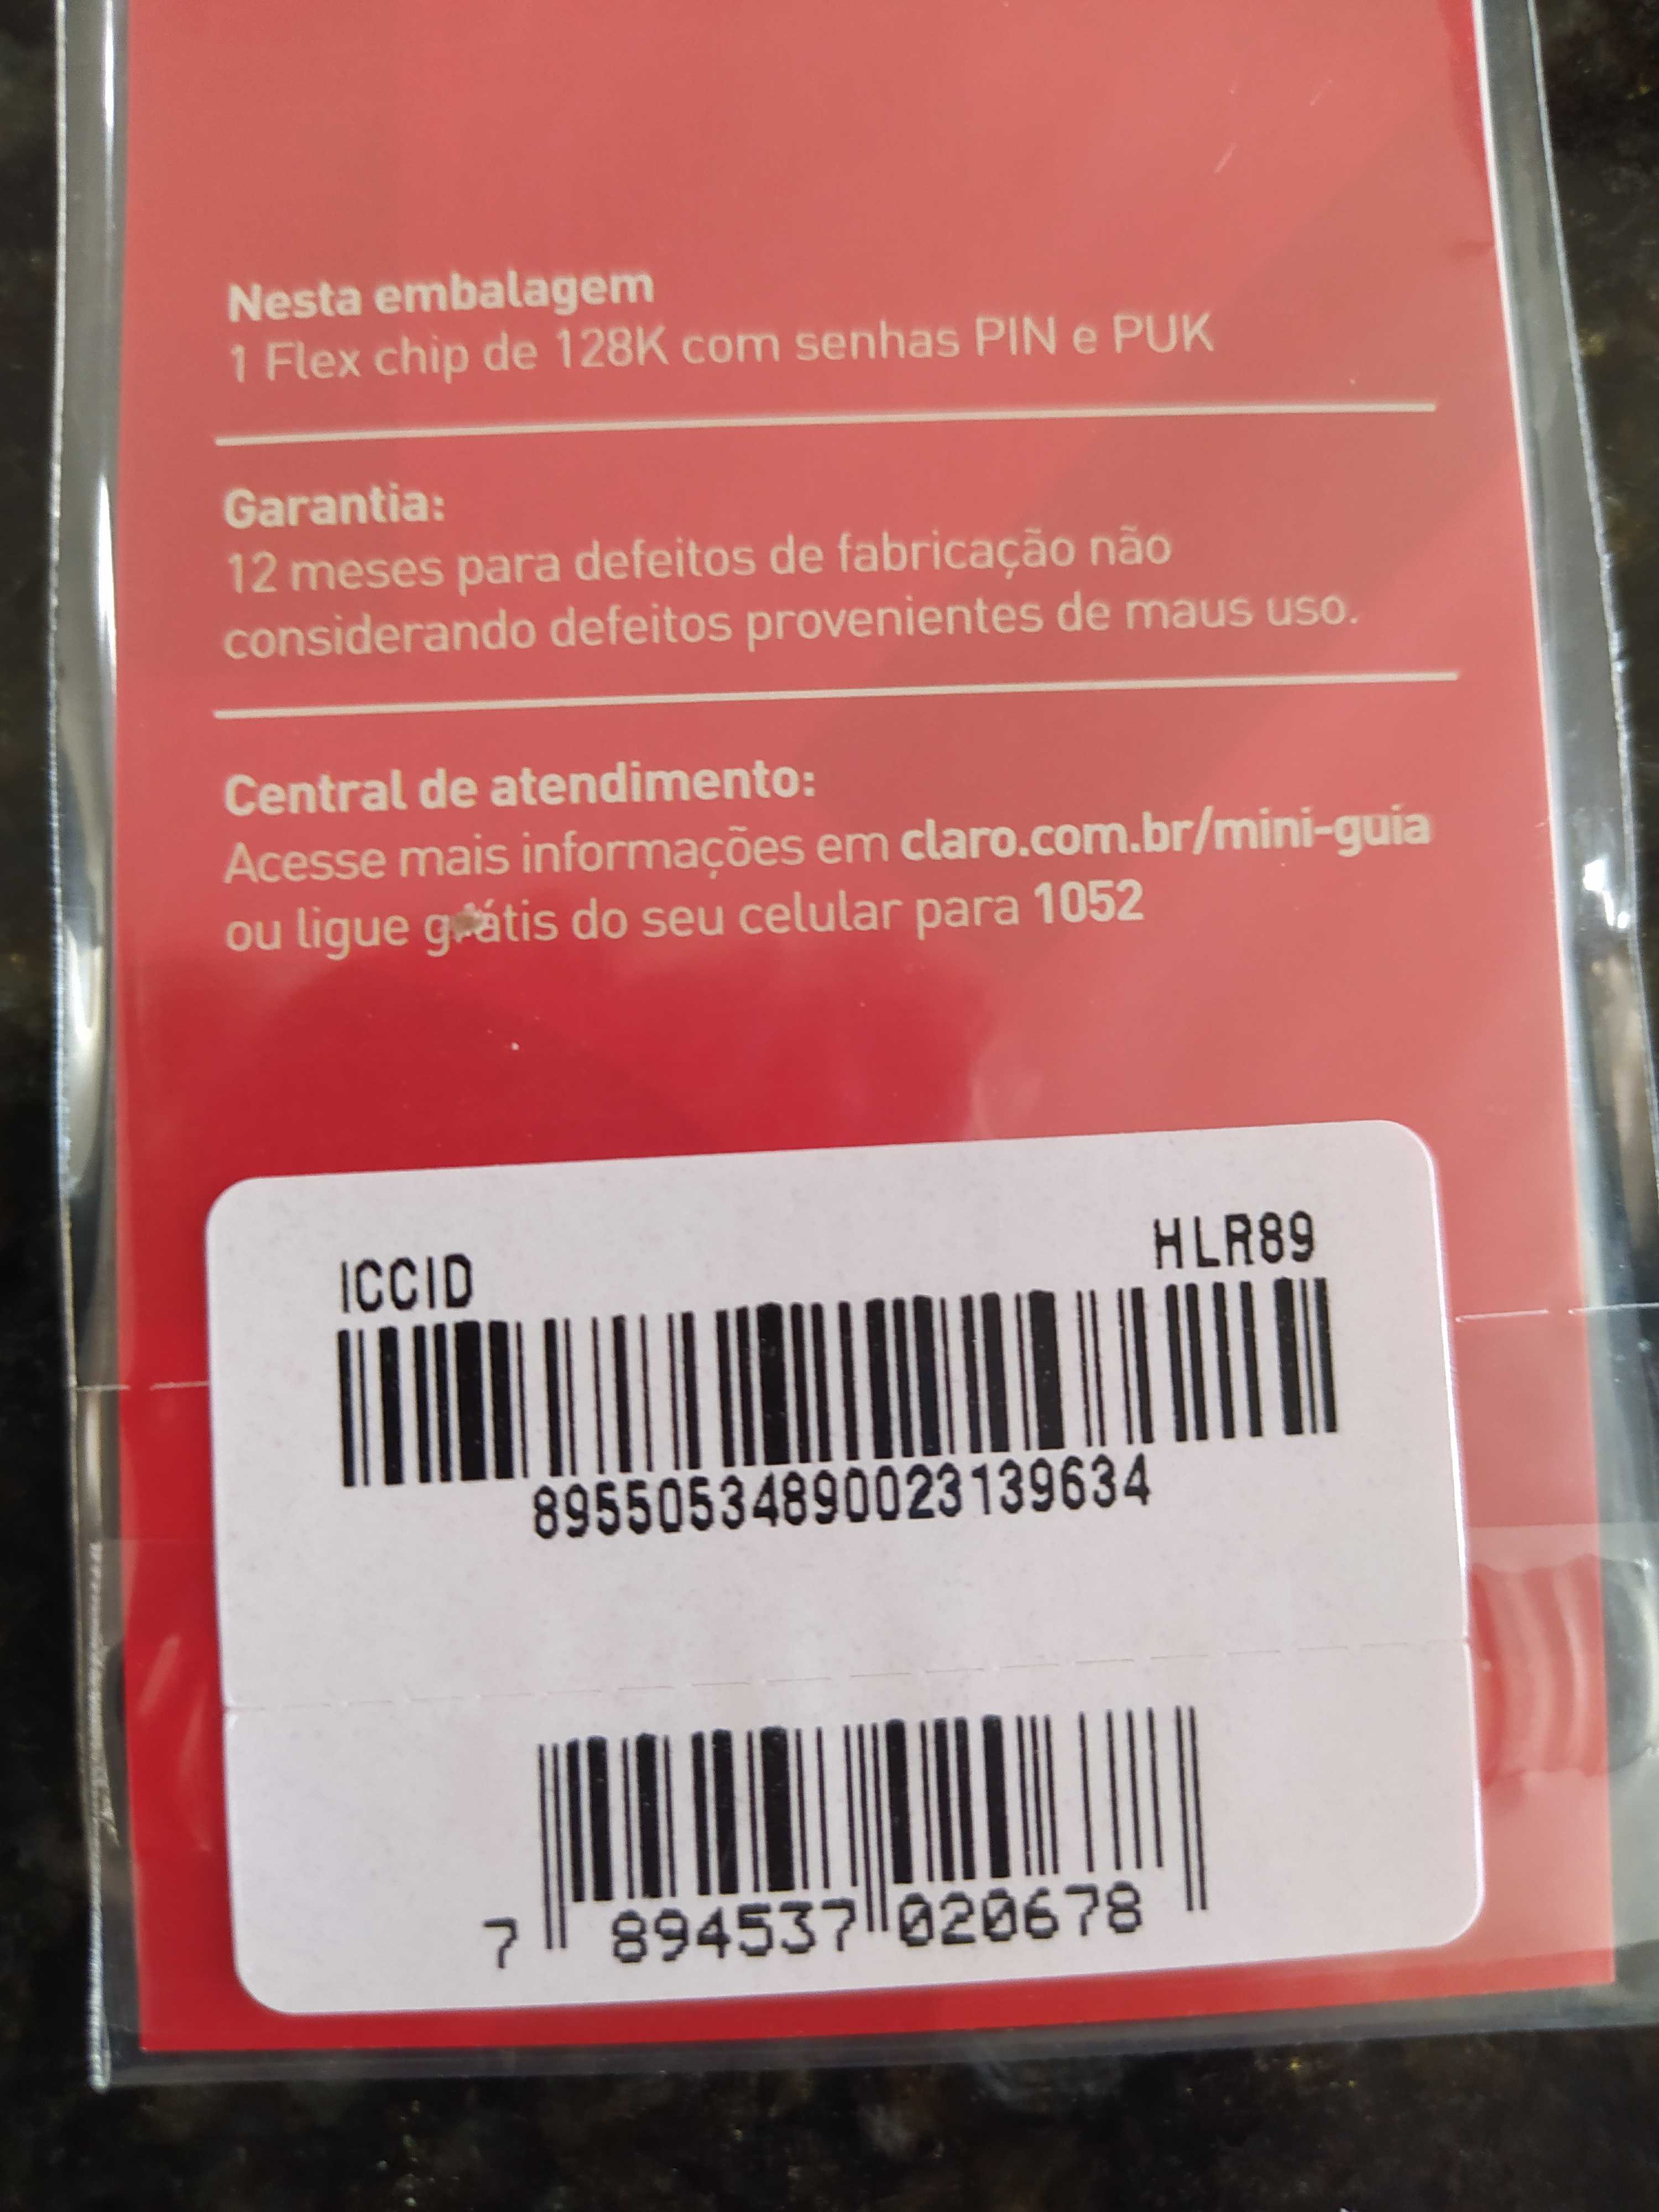 Nesta embalagem
1 Flex chip de 128K com senhas PIN e PUK
Garantia:
12 meses para defeitos de fabricação não
considerando defeitos provenientes de maus uso.
Central de atendimento:
Acesse mais informações em claro.com.br/mini-guia
ou ligue grátis do seu celular para 1052
ICCID HLR89
89550534890023139634
7 894537 020678